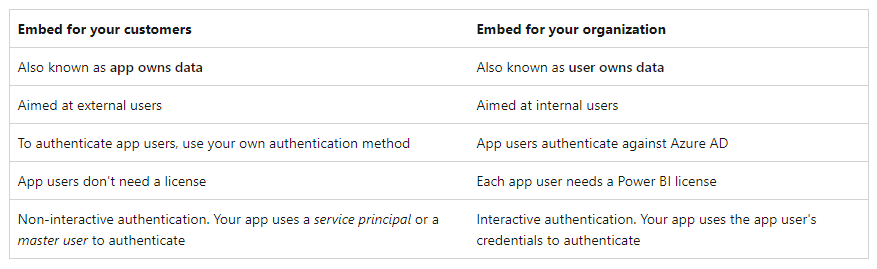 Embed for your customers
Embed for your organization
Also known as app owns data
Also known as user owns data
Aimed at external users
Aimed at internal users
To authenticate app users, use your own authentication method
App users authenticate against Azure AD
App users don't need a license
Each app user needs a Power BI license
Non-interactive authentication. Your app uses a service principal or a
master user to authenticate
Interactive authentication. Your app uses the app user's
credentials to authenticate